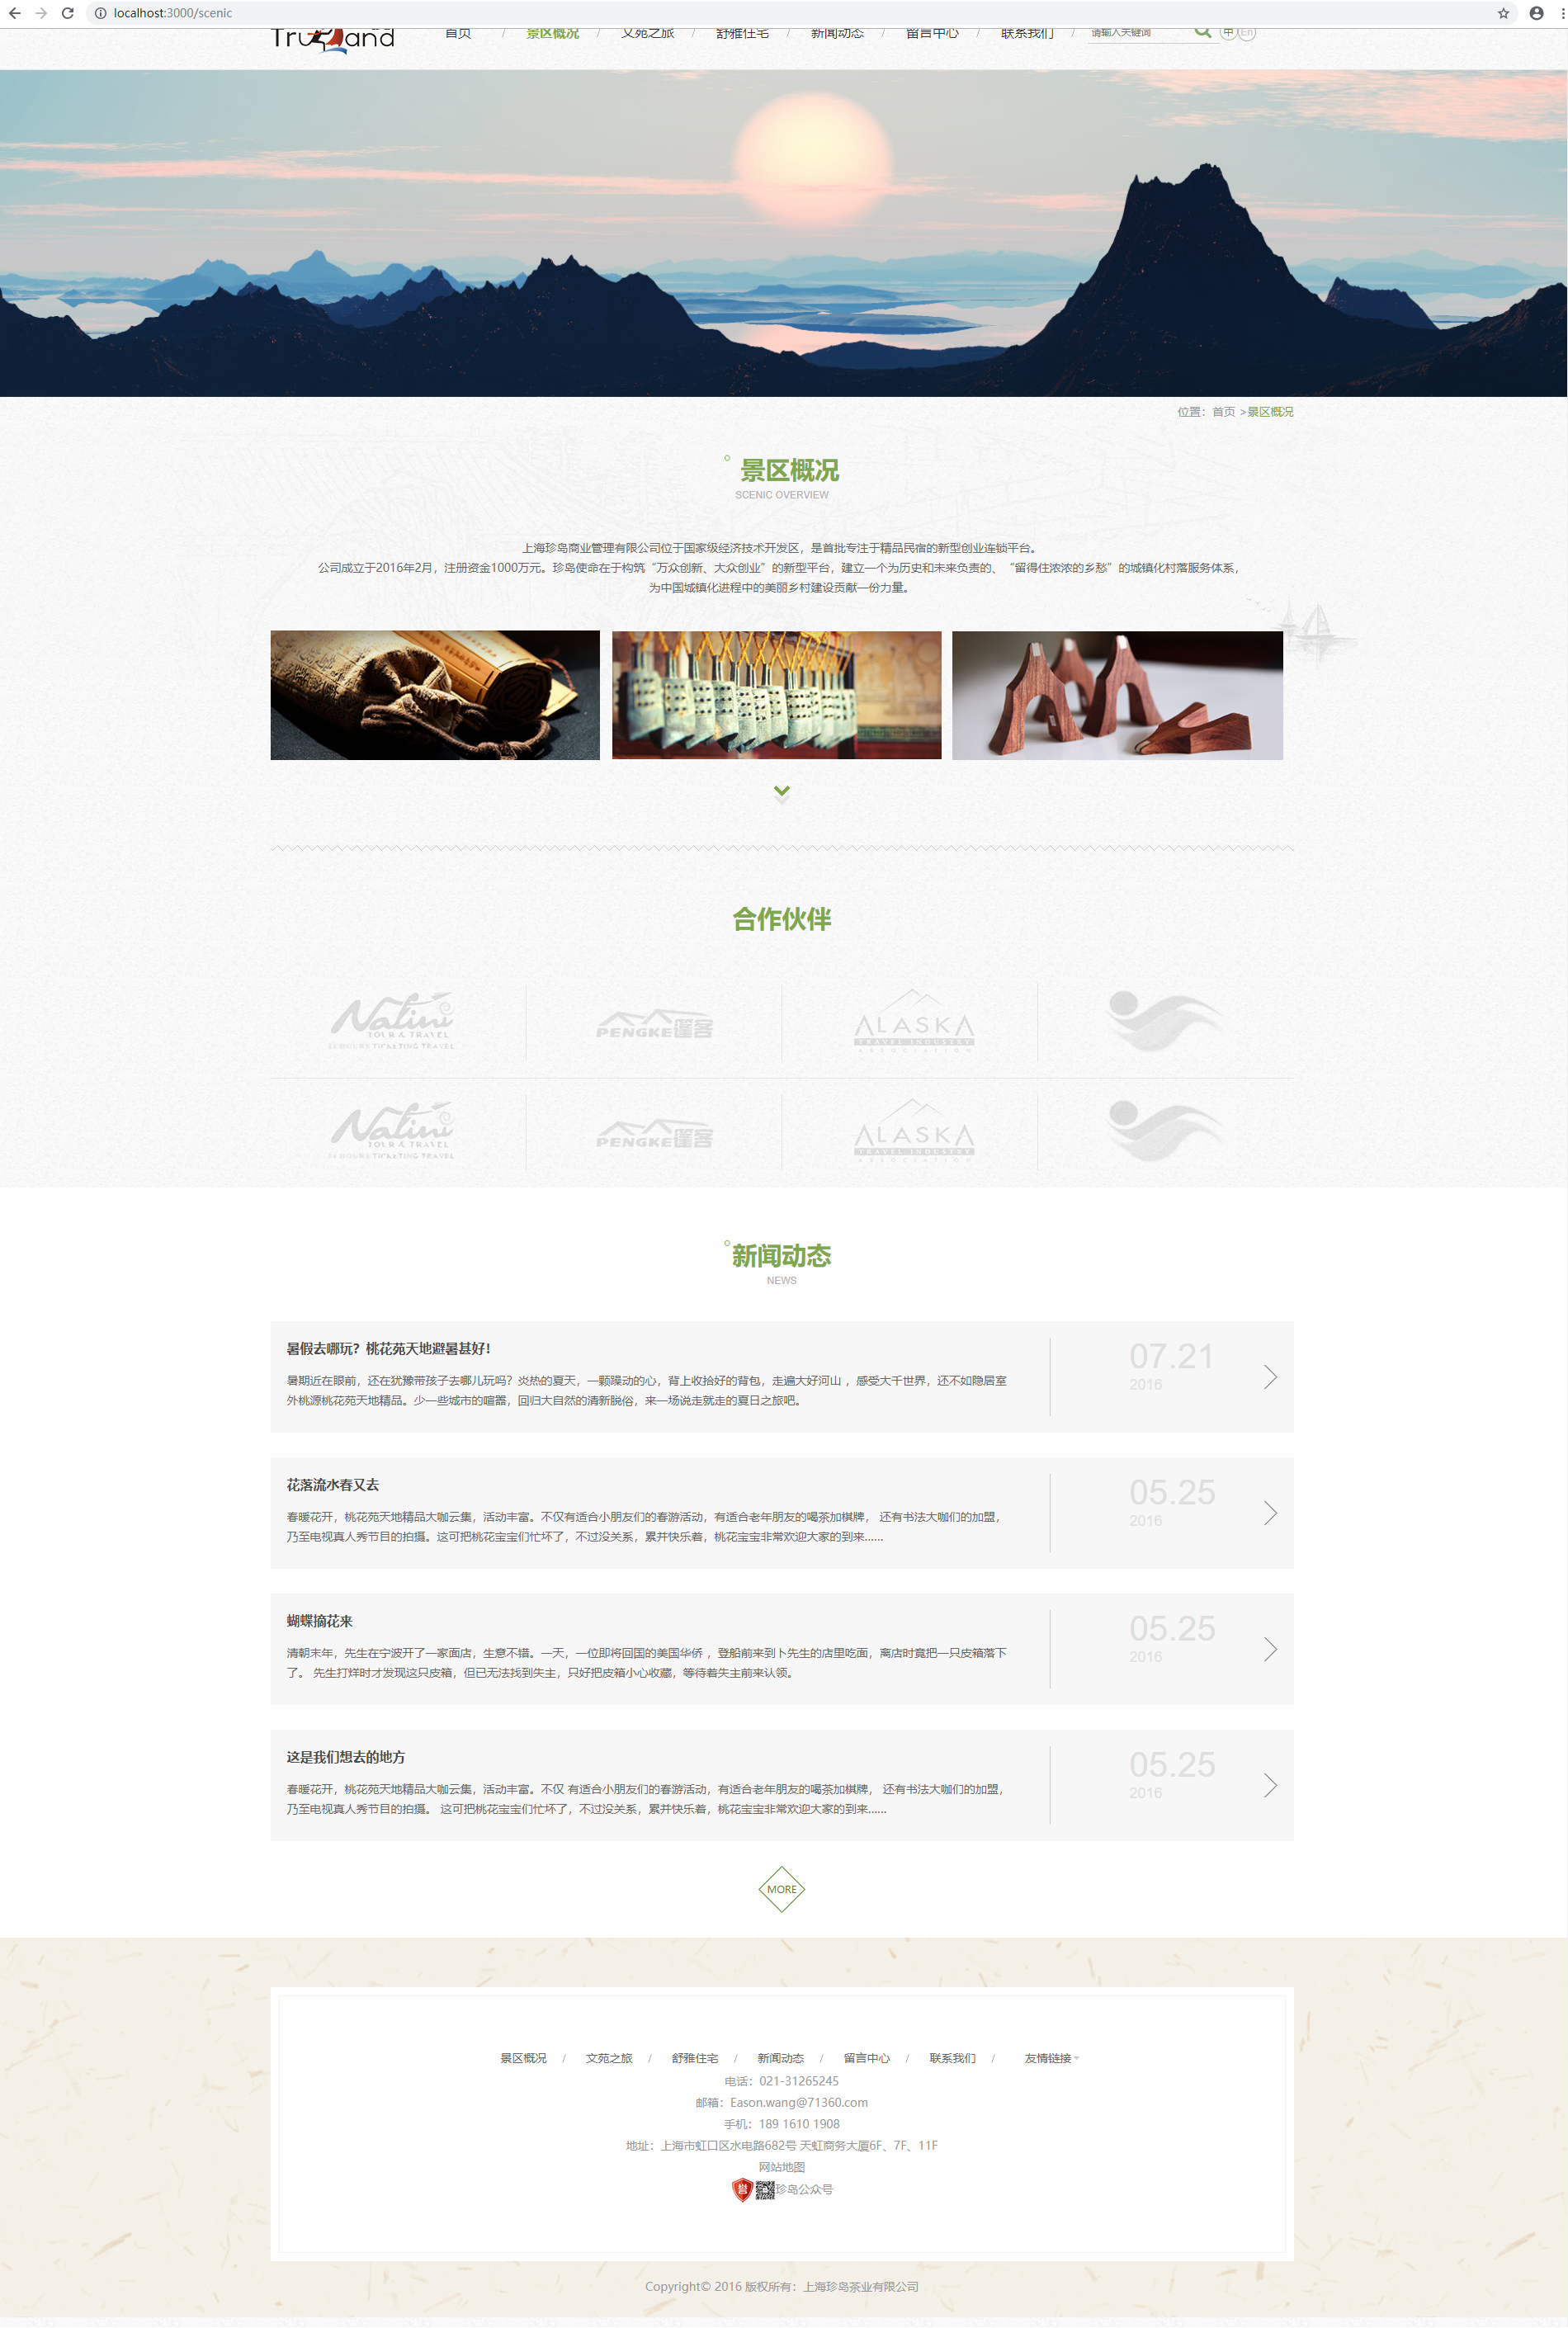 localhost:3000/scenic
首页 / 景区概况 / 文苑之旅 / 舒雅住宅 / 新闻动态 / 留言中心 / 联系我们 / 请输入关键词 中 En
位置：首页 >景区概况
景区概况
SCENIC OVERVIEW
上海珍岛商业管理有限公司位于国家级经济技术开发区，是首批专注于精品民宿的新型创业连锁平台。
公司成立于2016年2月，注册资金1000万元。珍岛使命在于构筑“万众创新、大众创业”的新型平台，建立一个为历史和未来负责的、“留得住浓浓的乡愁”的城镇化村落服务体系，
为中国城镇化进程中的美丽乡村建设贡献一份力量。
合作伙伴
Natini PENGKE篷客 ALASKA
TOUR & TRAVEL TRAVEL INDUSTRY
24 HOURS TICKETING TRAVEL ASSOCIATION
Natini PENGKE篷客 ALASKA
TOUR & TRAVEL TRAVEL INDUSTRY
24 HOURS TICKETING TRAVEL ASSOCIATION
新闻动态
NEWS
暑假去哪玩？桃花苑天地避暑甚好！
暑期近在眼前，还在犹豫带孩子去哪儿玩吗？炎热的夏天，一颗躁动的心，背上收拾好的背包，走遍大好河山 ，感受大千世界，还不如隐居室
外桃源桃花苑天地精品。少一些城市的喧嚣，回归大自然的清新脱俗，来一场说走就走的夏日之旅吧。
07.21
2016
花落流水春又去
春暖花开，桃花苑天地精品大咖云集，活动丰富。不仅有适合小朋友们的春游活动，有适合老年朋友的喝茶加棋牌， 还有书法大咖们的加盟，
乃至电视真人秀节目的拍摄。这可把桃花宝宝们忙坏了，不过没关系，累并快乐着，桃花宝宝非常欢迎大家的到来......
05.25
2016
蝴蝶摘花来
清朝末年，先生在宁波开了一家面店，生意不错。一天，一位即将回国的美国华侨 ，登船前来到卜先生的店里吃面，离店时竟把一只皮箱落下
了。 先生打烊时才发现这只皮箱，但已无法找到失主，只好把皮箱小心收藏，等待着失主前来认领。
05.25
2016
这是我们想去的地方
春暖花开，桃花苑天地精品大咖云集，活动丰富。不仅 有适合小朋友们的春游活动，有适合老年朋友的喝茶加棋牌， 还有书法大咖们的加盟，
乃至电视真人秀节目的拍摄。 这可把桃花宝宝们忙坏了，不过没关系，累并快乐着，桃花宝宝非常欢迎大家的到来......
05.25
2016
MORE
景区概况 / 文苑之旅 / 舒雅住宅 / 新闻动态 / 留言中心 / 联系我们 / 友情链接
电话：021-31265245
邮箱：Eason.wang@71360.com
手机：189 1610 1908
地址：上海市虹口区水电路682号 天虹商务大厦6F、7F、11F
网站地图
誉 珍岛公众号
Copyright© 2016 版权所有：上海珍岛茶业有限公司